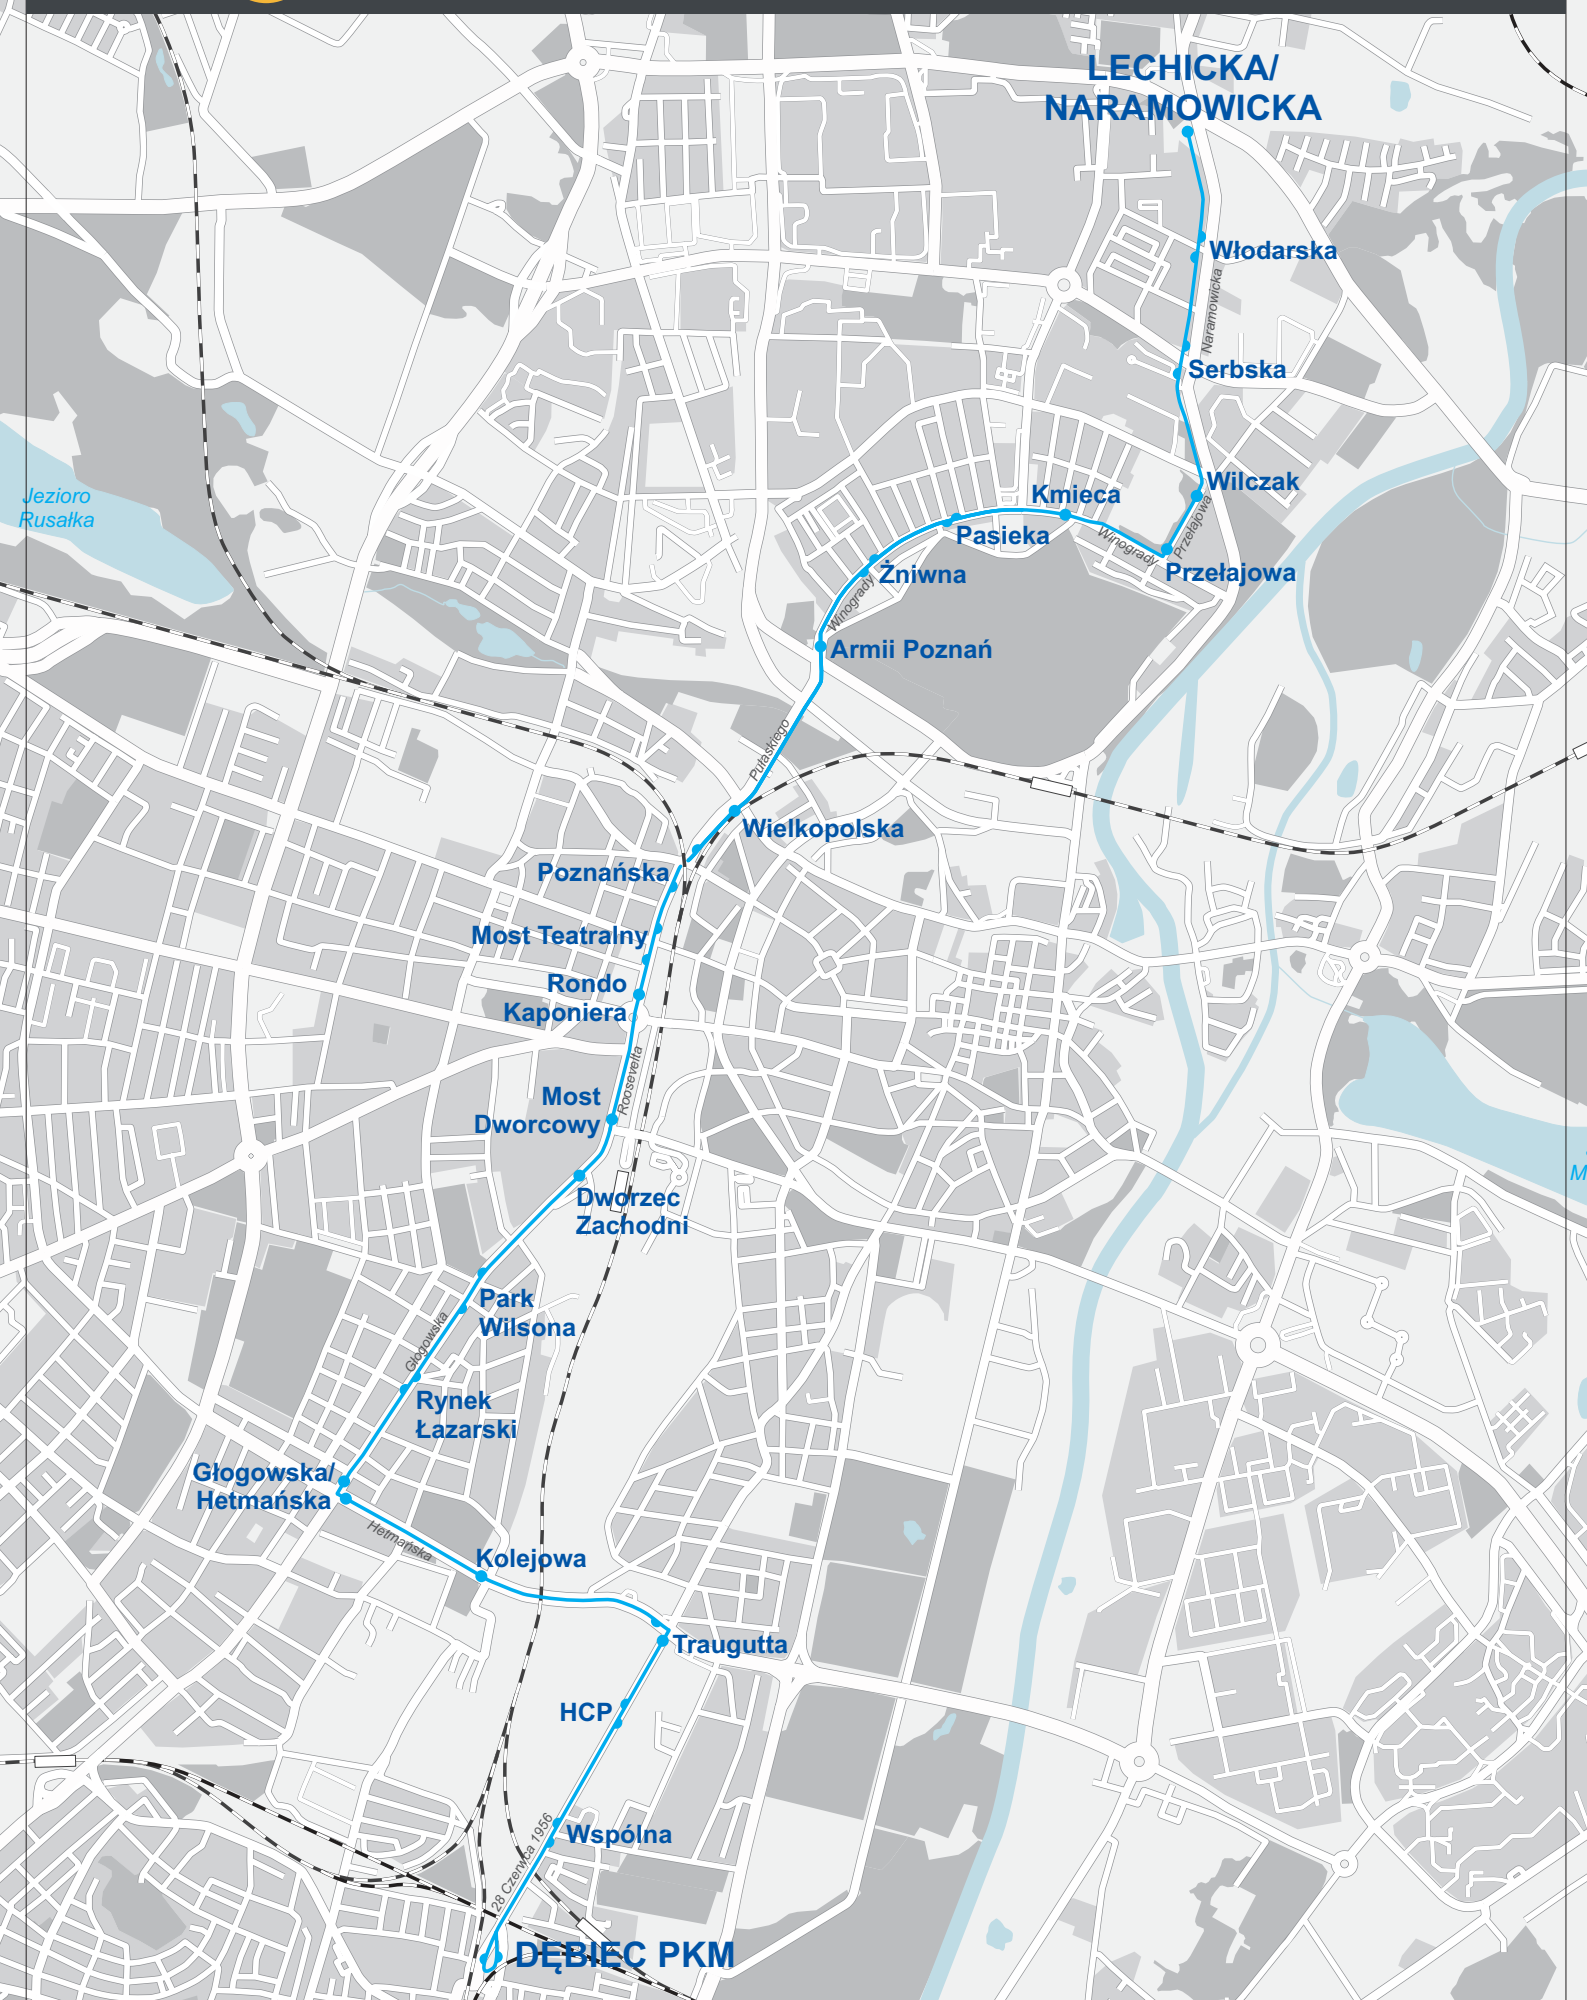 LECHICKA/
NARAMOWICKA
Włodarska
Naramowicka
Serbska
Wilczak
Kmieca
Jezioro
Rusałka
Pasieka
Winogrady
Przełajowa
Przełajowa
Żniwna
Winogrady
Armii Poznań
Pułaskiego
Wielkopolska
Poznańska
Most Teatralny
Rondo
Kaponiera
Roosevelta
Most
Dworcowy
Dworzec
Zachodni
Park
Wilsona
Głogowska
Rynek
Łazarski
Głogowska/
Hetmańska
Hetmańska
Kolejowa
Traugutta
HCP
Wspólna
28 Czerwca 1956
DĘBIEC PKM